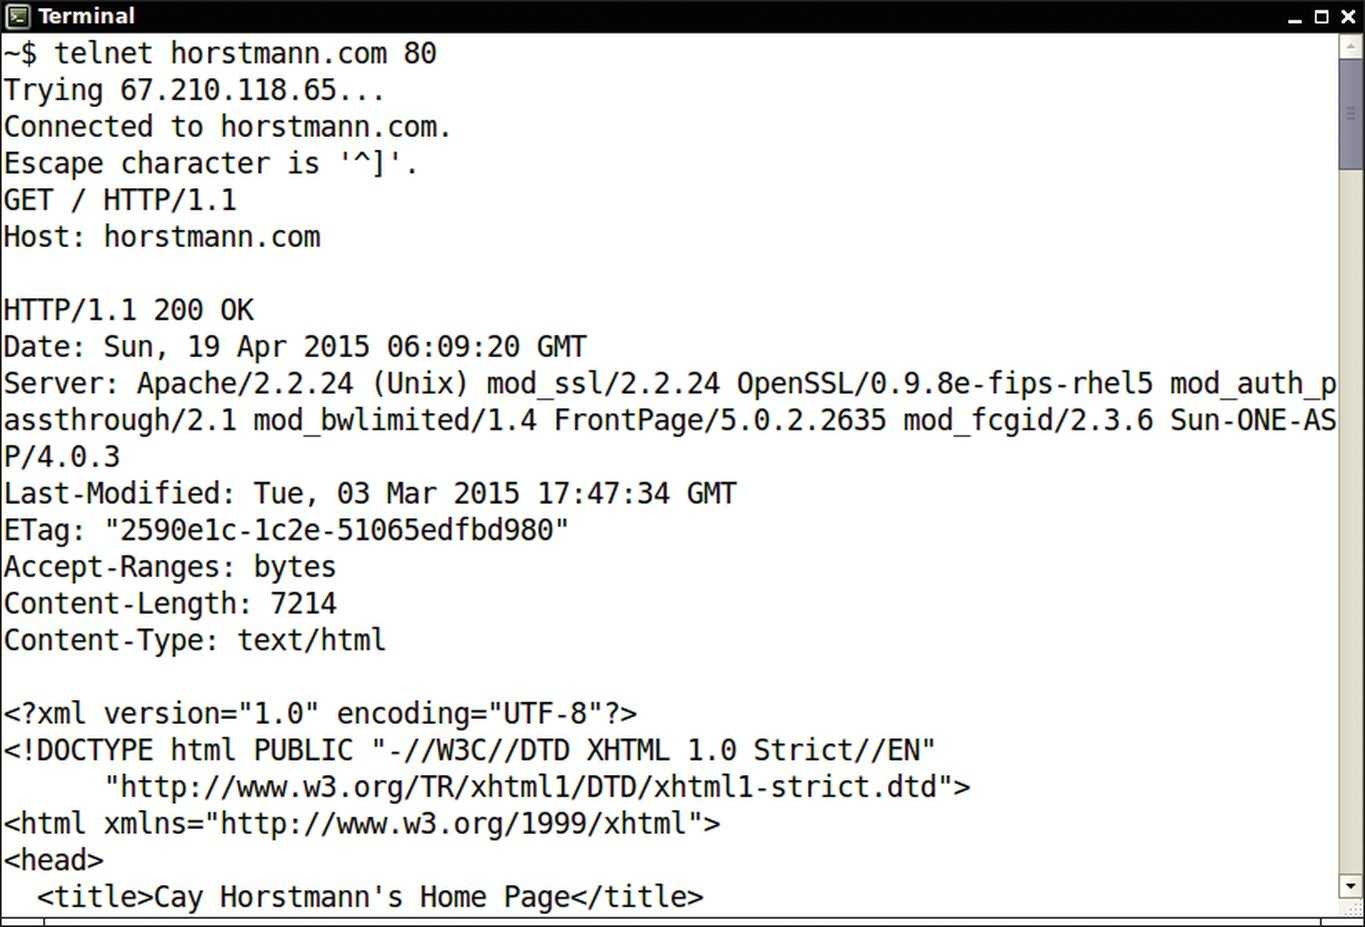 Terminal
~$ telnet horstmann.com 80
Trying 67.210.118.65...
Connected to horstmann.com.
Escape character is '^]'.
GET / HTTP/1.1
Host: horstmann.com
HTTP/1.1 200 OK
Date: Sun, 19 Apr 2015 06:09:20 GMT
Server: Apache/2.2.24 (Unix) mod_ssl/2.2.24 OpenSSL/0.9.8e-fips-rhel5 mod_auth_p
assthrough/2.1 mod_bwlimited/1.4 FrontPage/5.0.2.2635 mod_fcgid/2.3.6 Sun-ONE-AS
P/4.0.3
Last-Modified: Tue, 03 Mar 2015 17:47:34 GMT
ETag: "2590e1c-1c2e-51065edfbd980"
Accept-Ranges: bytes
Content-Length: 7214
Content-Type: text/html
<?xml version="1.0" encoding="UTF-8"?>
<!DOCTYPE html PUBLIC "-//W3C//DTD XHTML 1.0 Strict//EN"
      "http://www.w3.org/TR/xhtml1/DTD/xhtml1-strict.dtd">
<html xmlns="http://www.w3.org/1999/xhtml">
<head>
  <title>Cay Horstmann's Home Page</title>